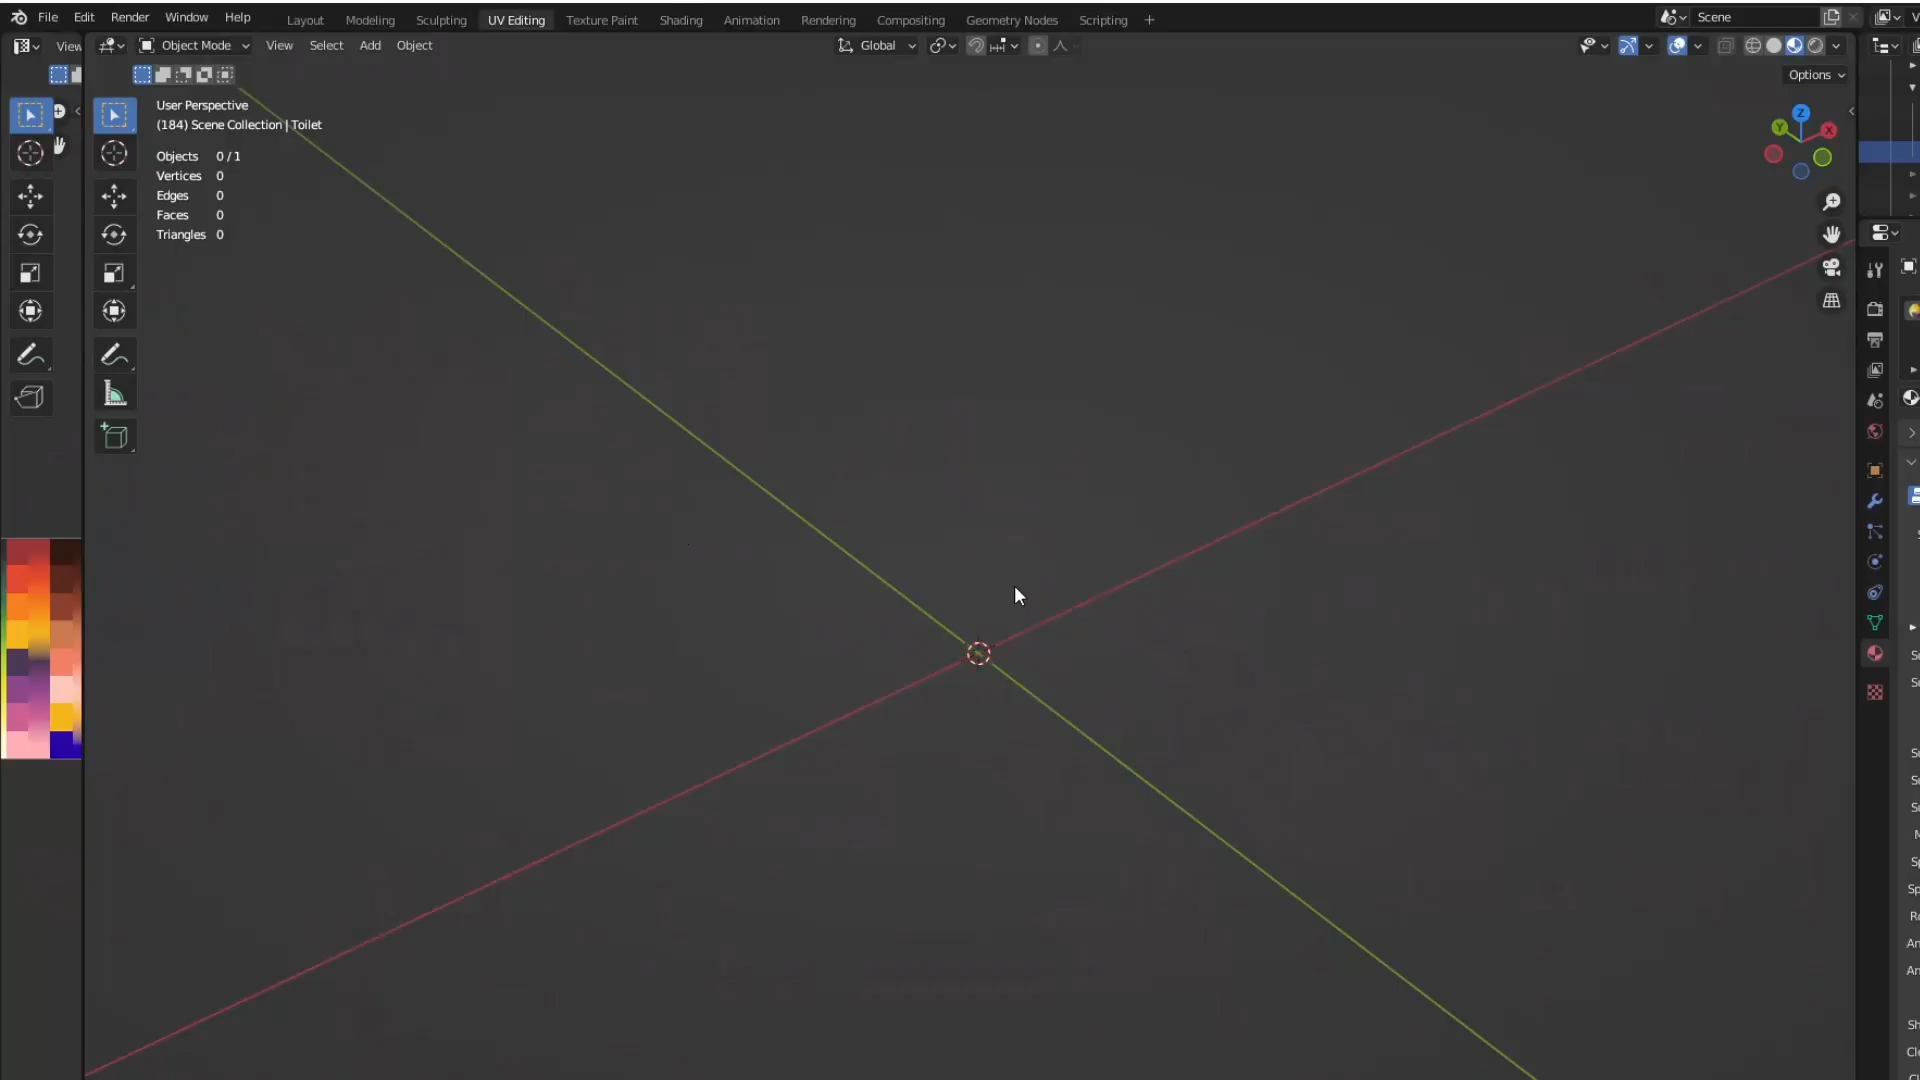 File Edit Render Window Help
Layout Modeling Sculpting UV Editing Texture Paint Shading Animation Rendering Compositing Geometry Nodes Scripting +
Scene
View
Object Mode View Select Add Object
Global
Options
User Perspective
(184) Scene Collection | Toilet
Objects 0 / 1
Vertices 0
Edges 0
Faces 0
Triangles 0
Z
Y
X